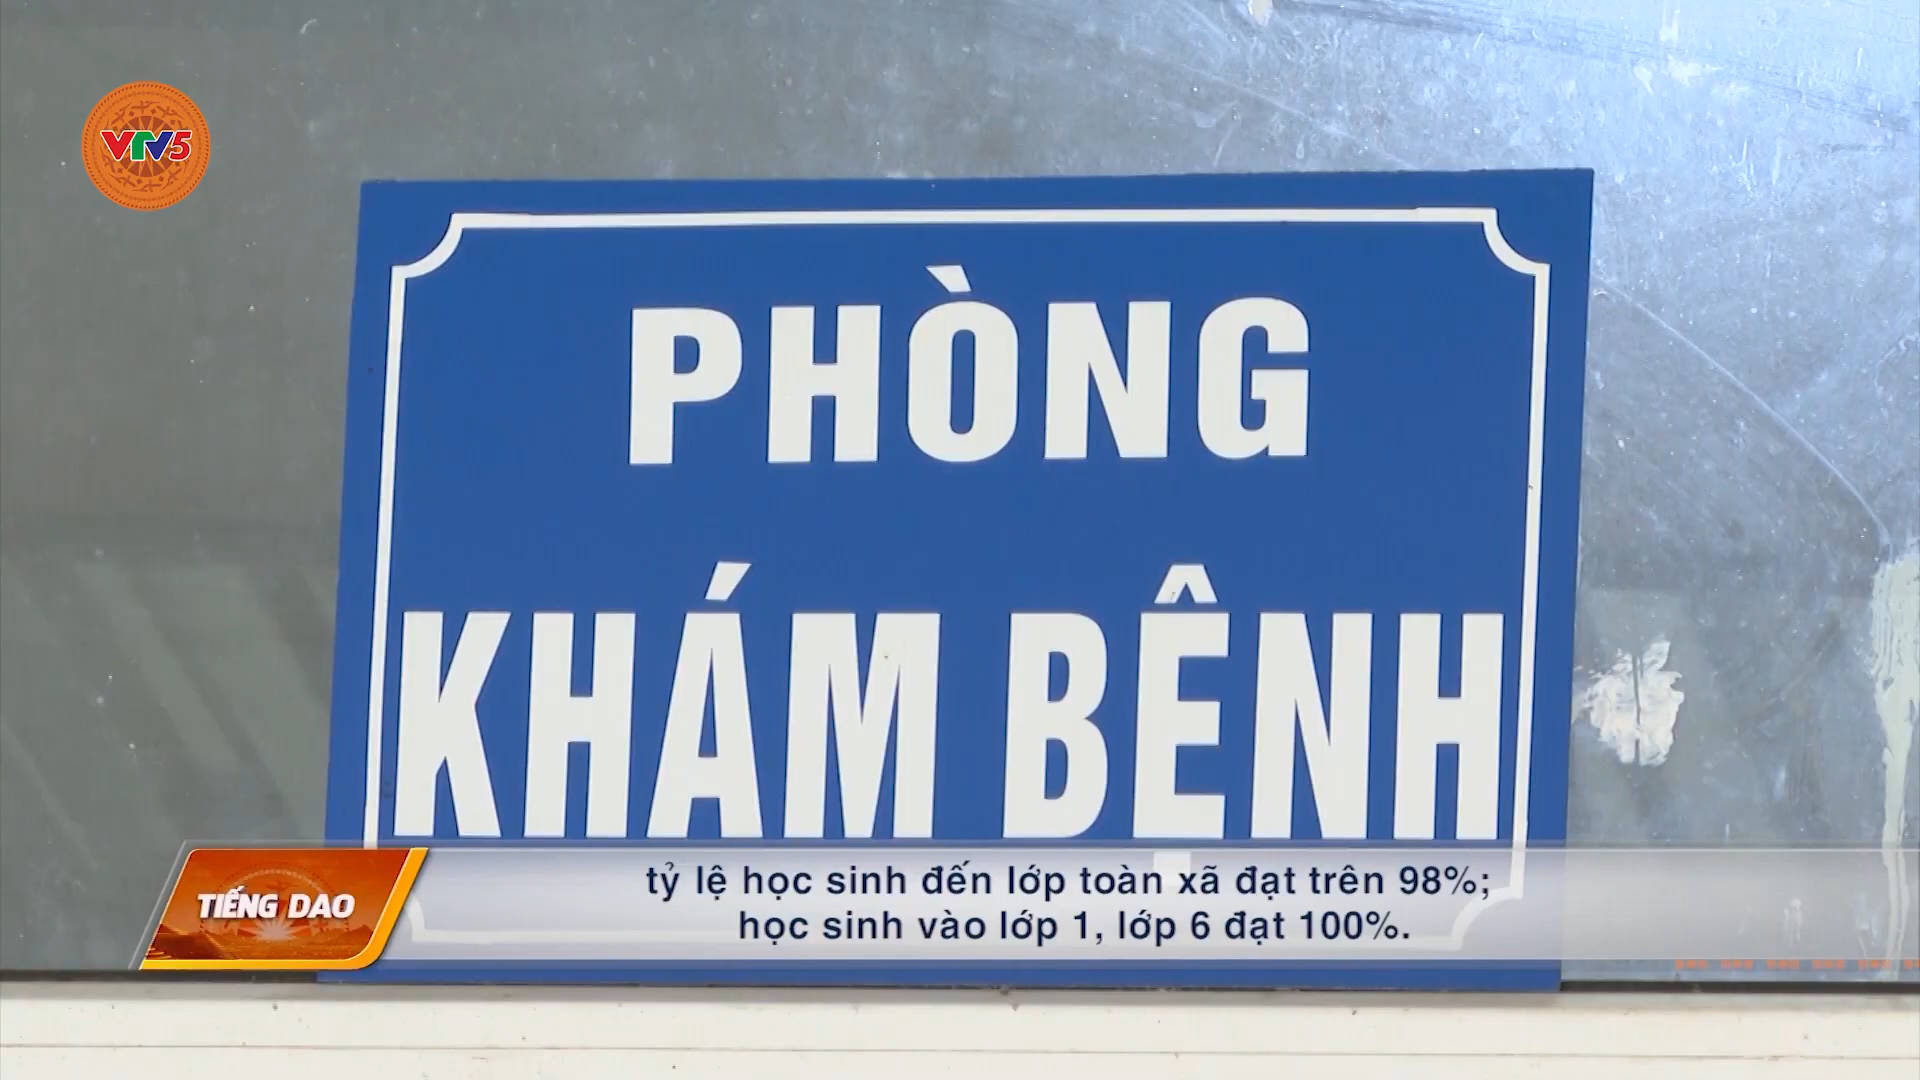 VTV5
PHÒNG
KHÁM BỆNH
TIẾNG DAO
tỷ lệ học sinh đến lớp toàn xã đạt trên 98%;
học sinh vào lớp 1, lớp 6 đạt 100%.